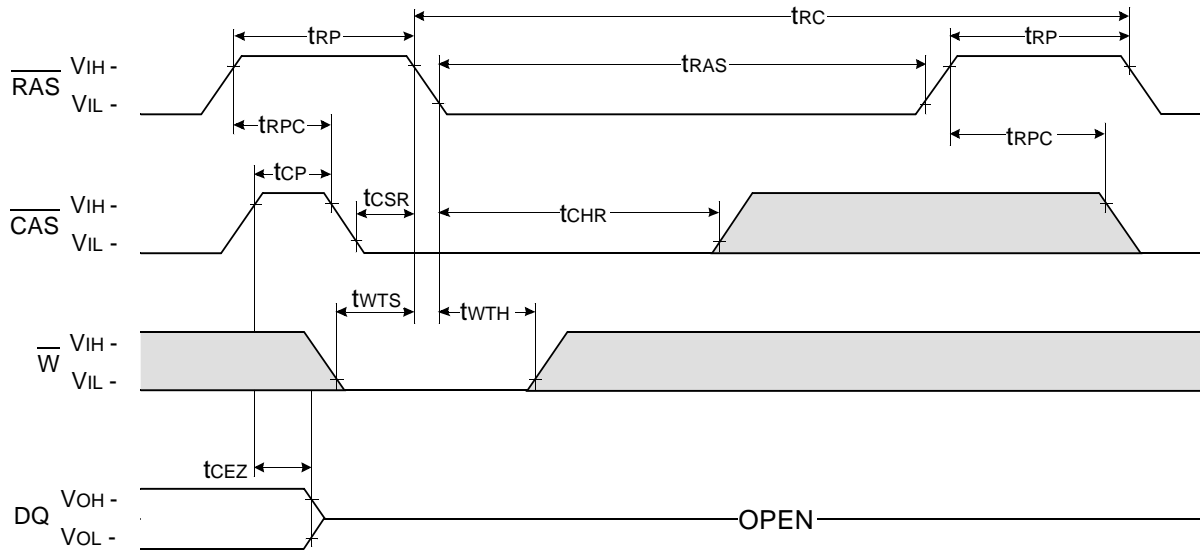 tRC
tRP
tRP
RAS
VIH -
VIL -
tRAS
tRPC
tRPC
tCP
tCSR
CAS
VIH -
VIL -
tCHR
tWTS
tWTH
W
VIH -
VIL -
tCEZ
DQ
VOH -
VOL -
OPEN